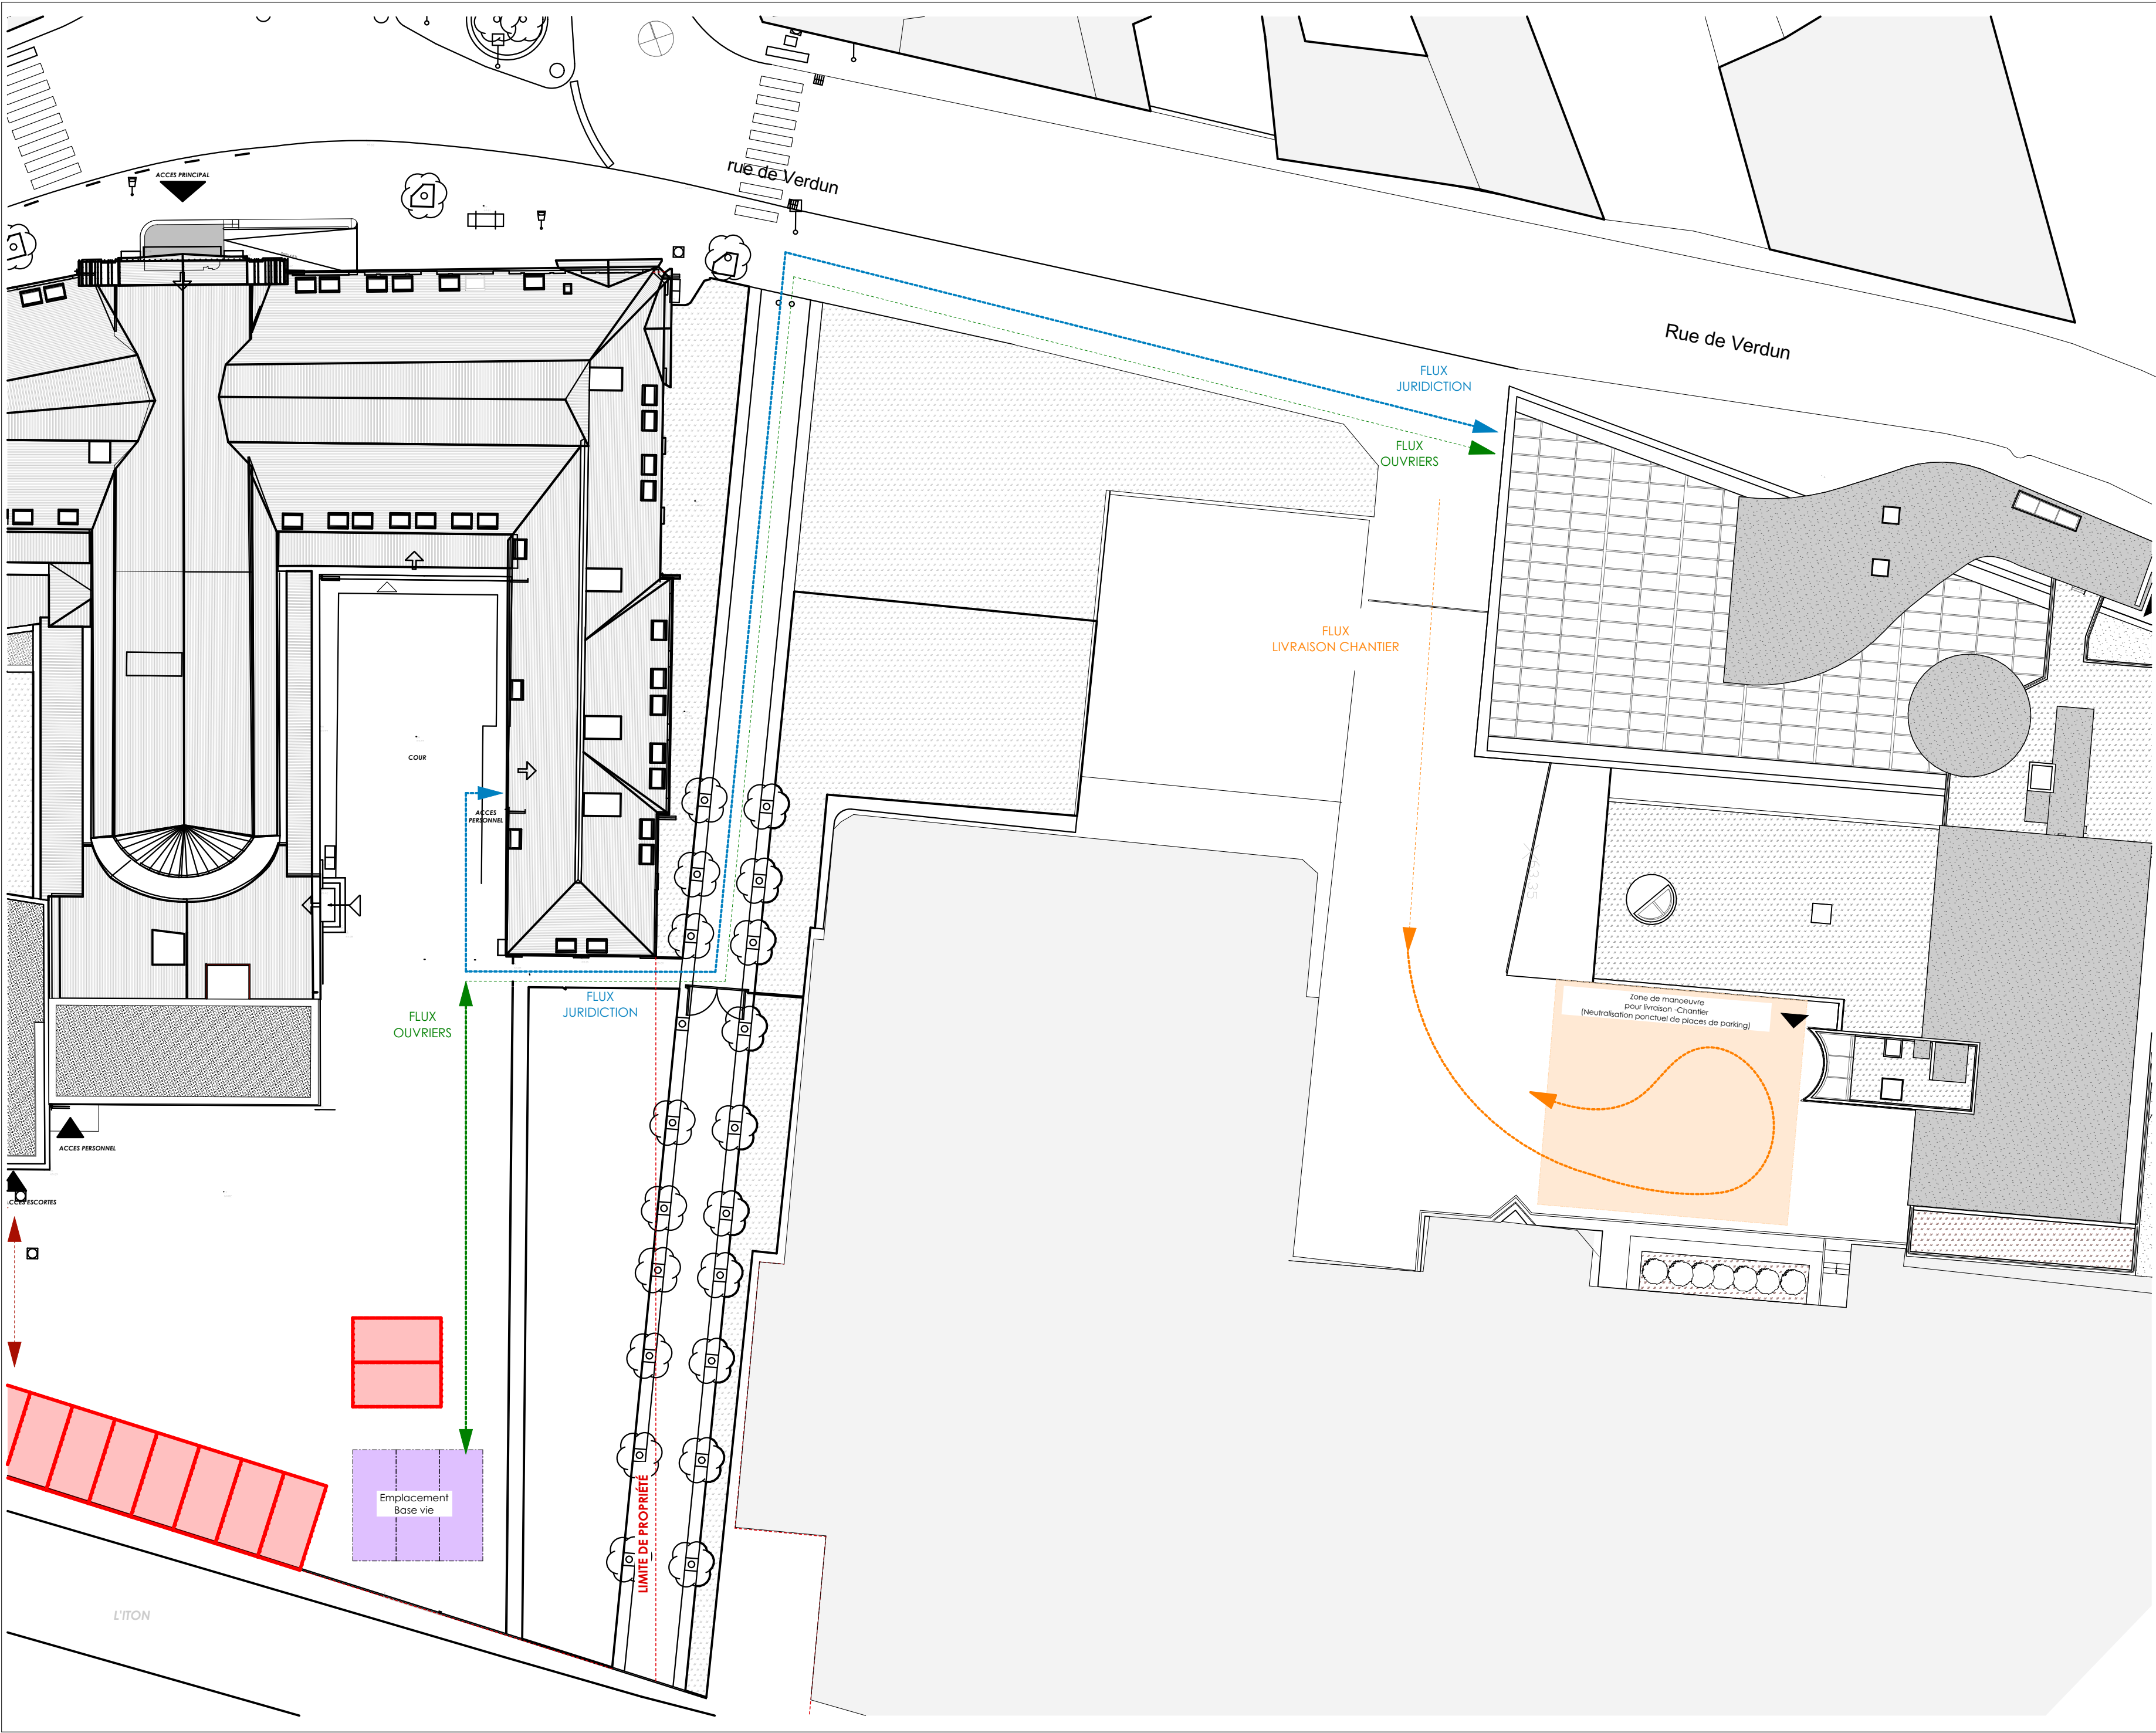 ACCES PRINCIPAL
rue de Verdun
Rue de Verdun
FLUX
JURIDICTION
FLUX
OUVRIERS
FLUX
LIVRAISON CHANTIER
COUR
ACCES
PERSONNEL
FLUX
JURIDICTION
FLUX
OUVRIERS
Zone de manoeuvre
pour livraison -Chantier
(Neutralisation ponctuel de places de parking)
ACCES PERSONNEL
CCES ESCORTES
Emplacement
Base vie
LIMITE DE PROPRIÉTÉ
L'ITON